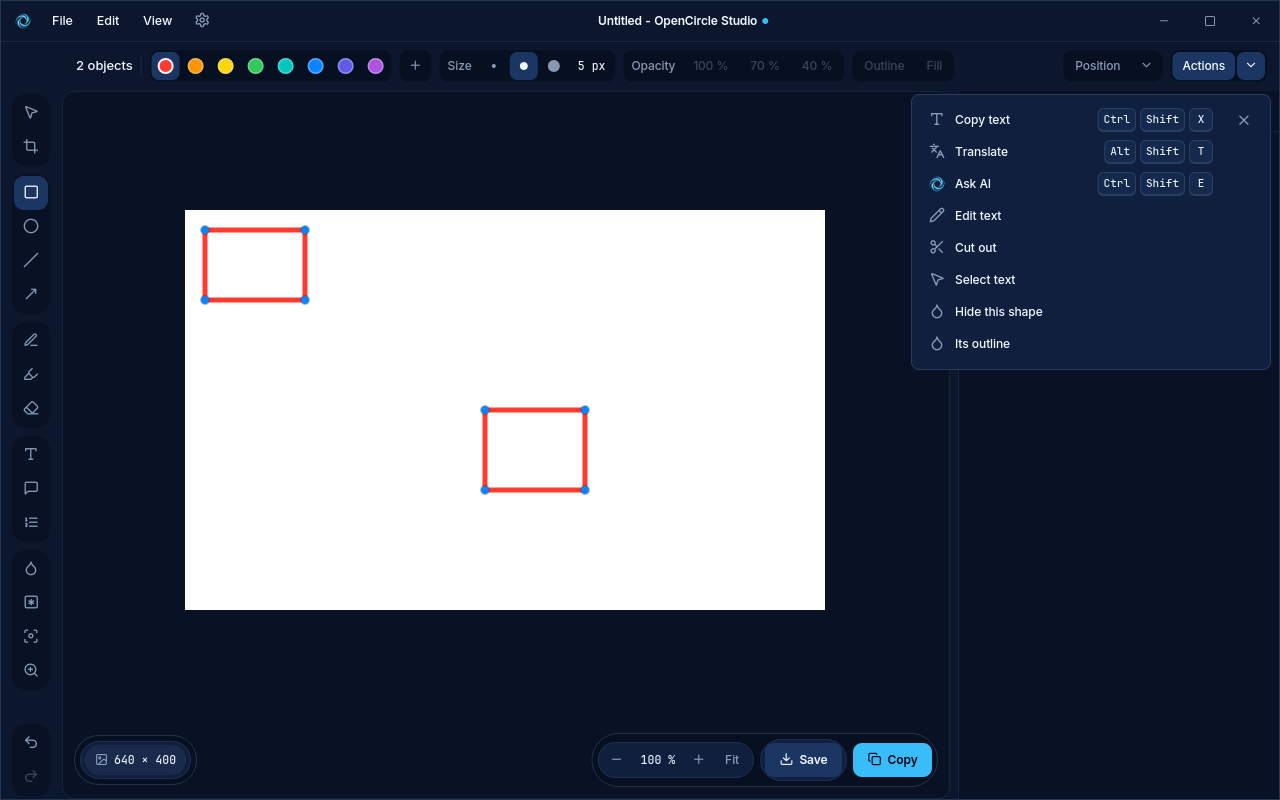 File Edit View Untitled - OpenCircle Studio
2 objects Size 5 px Opacity 100 % 70 % 40 % Outline Fill Position Actions
Copy text Ctrl Shift X
Translate Alt Shift T
Ask AI Ctrl Shift E
Edit text
Cut out
Select text
Hide this shape
Its outline
640 × 400 100 % Fit Save Copy